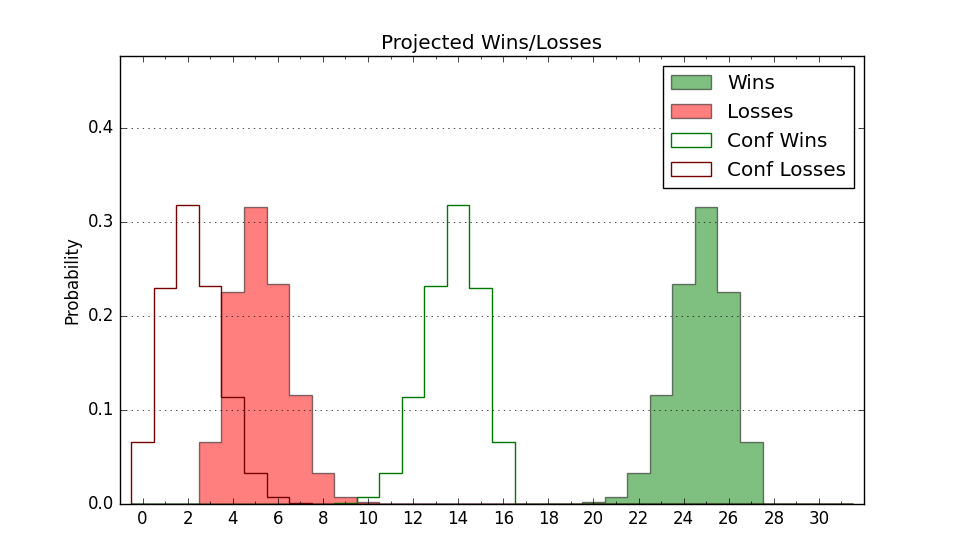 Projected Wins/Losses
Wins
Losses
Conf Wins
Conf Losses
Probability
0.4
0.3
0.2
0.1
0.0
0 2 4 6 8 10 12 14 16 18 20 22 24 26 28 30